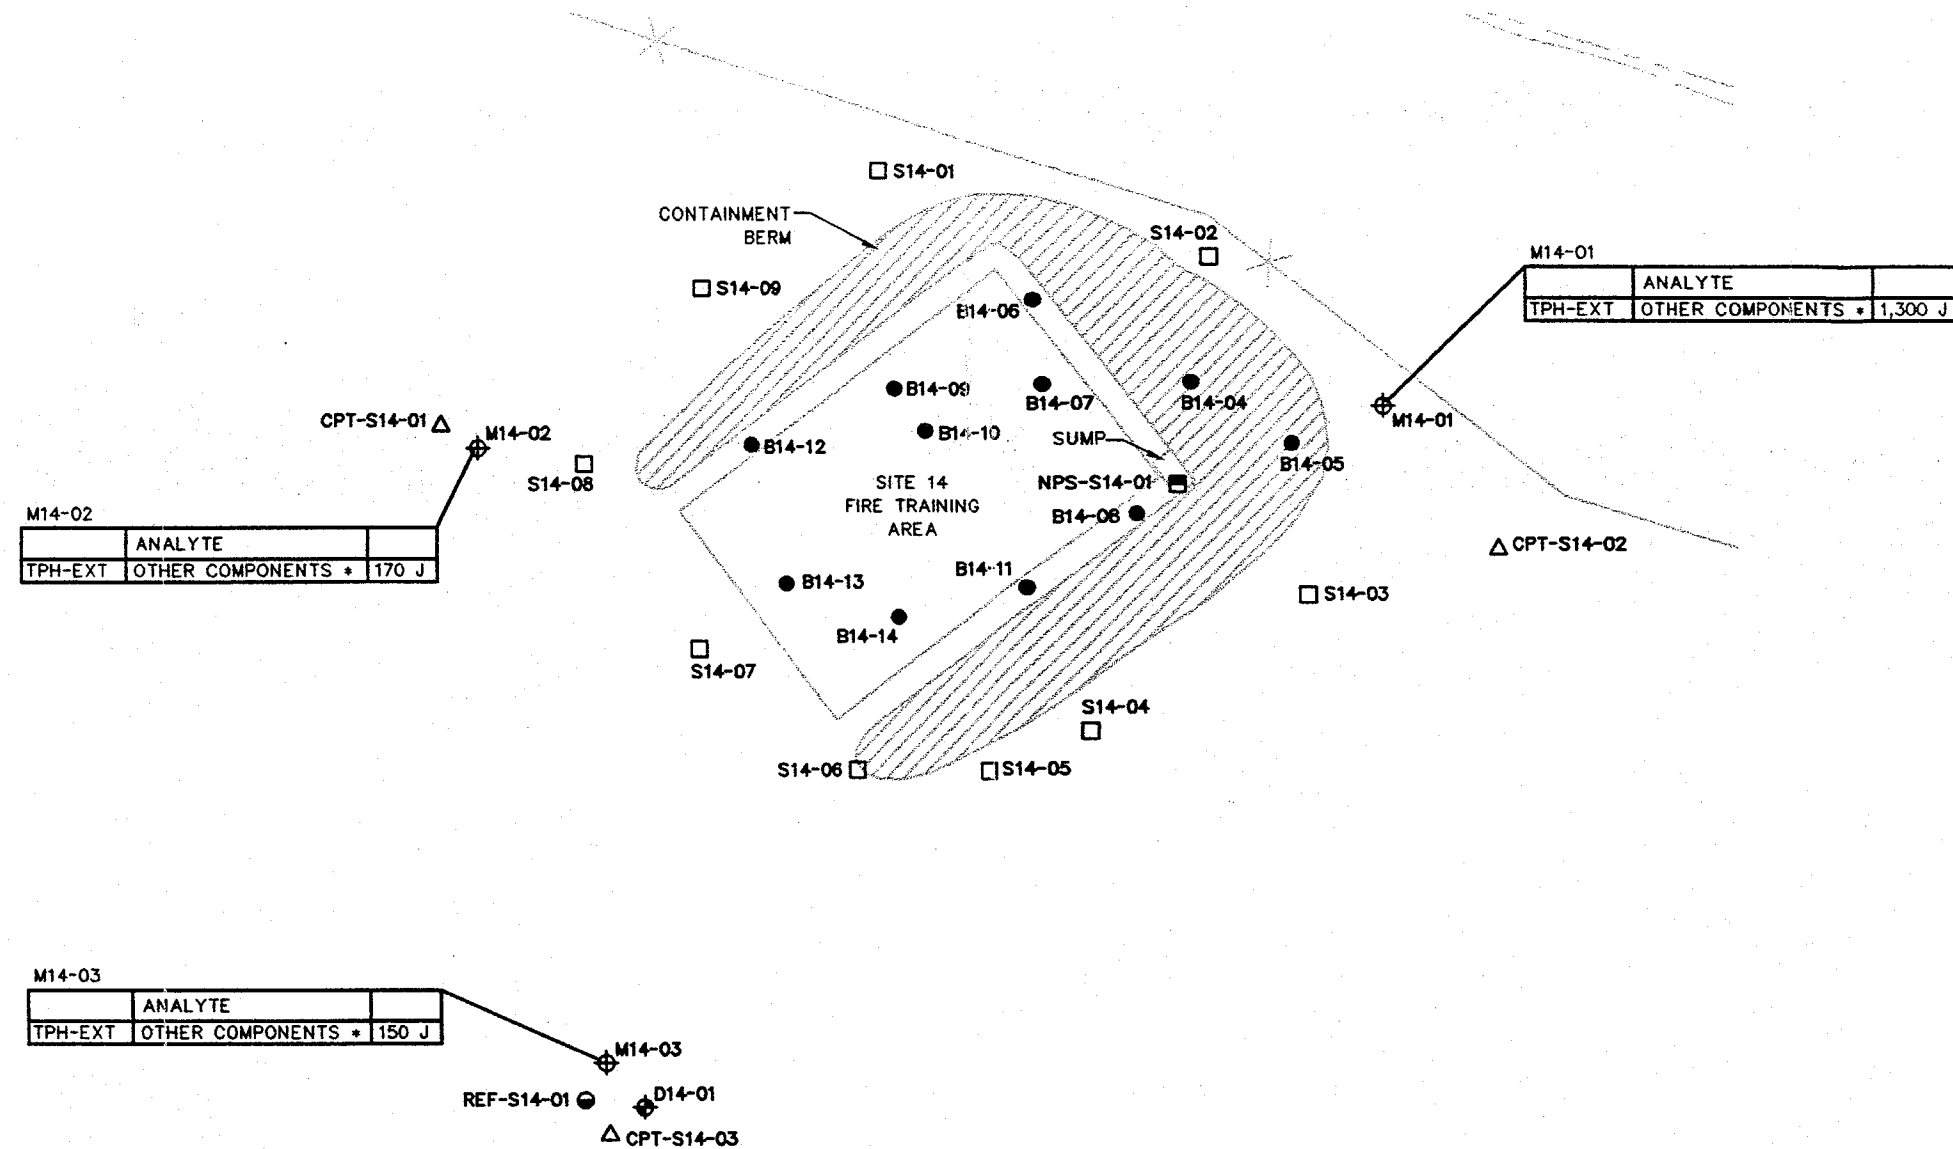 S14-01
CONTAINMENT
BERM
S14-02
M14-01
ANALYTE
TPH-EXT OTHER COMPONENTS * 1,300 J
S14-09
B14-06
B14-09
B14-07
B14-04
M14-01
CPT-S14-01
M14-02
B14-12
B14-10
SUMP
B14-05
S14-08
SITE 14
FIRE TRAINING
AREA
NPS-S14-01
B14-08
M14-02
ANALYTE
TPH-EXT OTHER COMPONENTS * 170 J
CPT-S14-02
B14-13
B14-11
S14-03
B14-14
S14-07
S14-04
S14-06
S14-05
M14-03
ANALYTE
TPH-EXT OTHER COMPONENTS * 150 J
M14-03
REF-S14-01
D14-01
CPT-S14-03